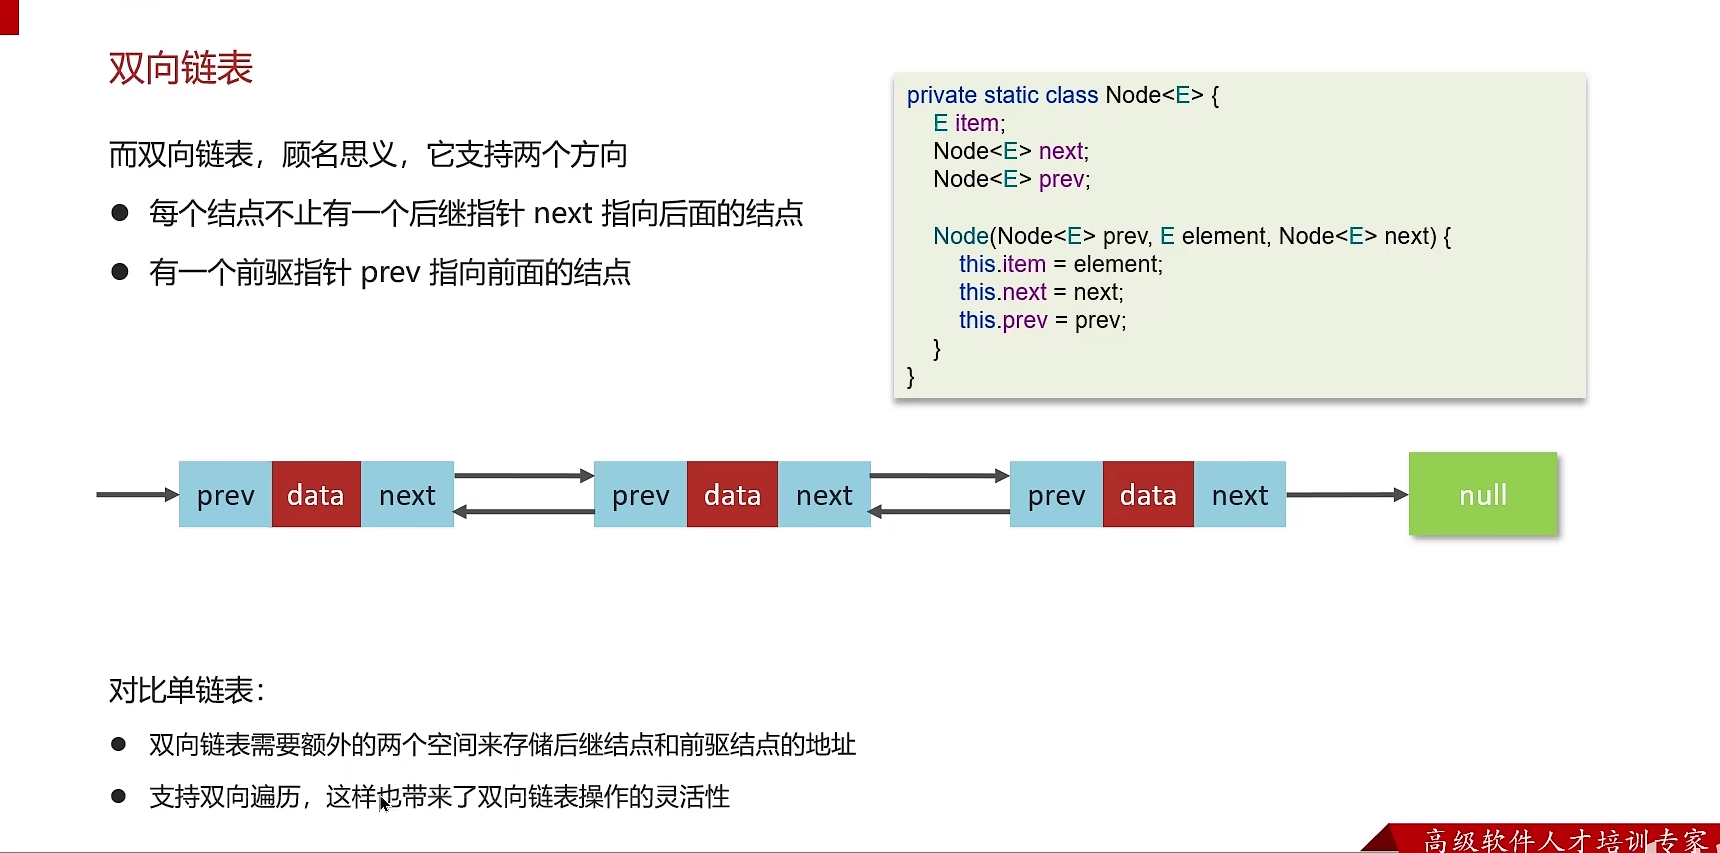 双向链表
而双向链表，顾名思义，它支持两个方向
● 每个结点不止有一个后继指针 next 指向后面的结点
● 有一个前驱指针 prev 指向前面的结点
private static class Node<E> {
E item;
Node<E> next;
Node<E> prev;
Node(Node<E> prev, E element, Node<E> next) {
this.item = element;
this.next = next;
this.prev = prev;
}
}
prev data next prev data next prev data next null
对比单链表：
● 双向链表需要额外的两个空间来存储后继结点和前驱结点的地址
● 支持双向遍历，这样也带来了双向链表操作的灵活性
高级软件人才培训专家